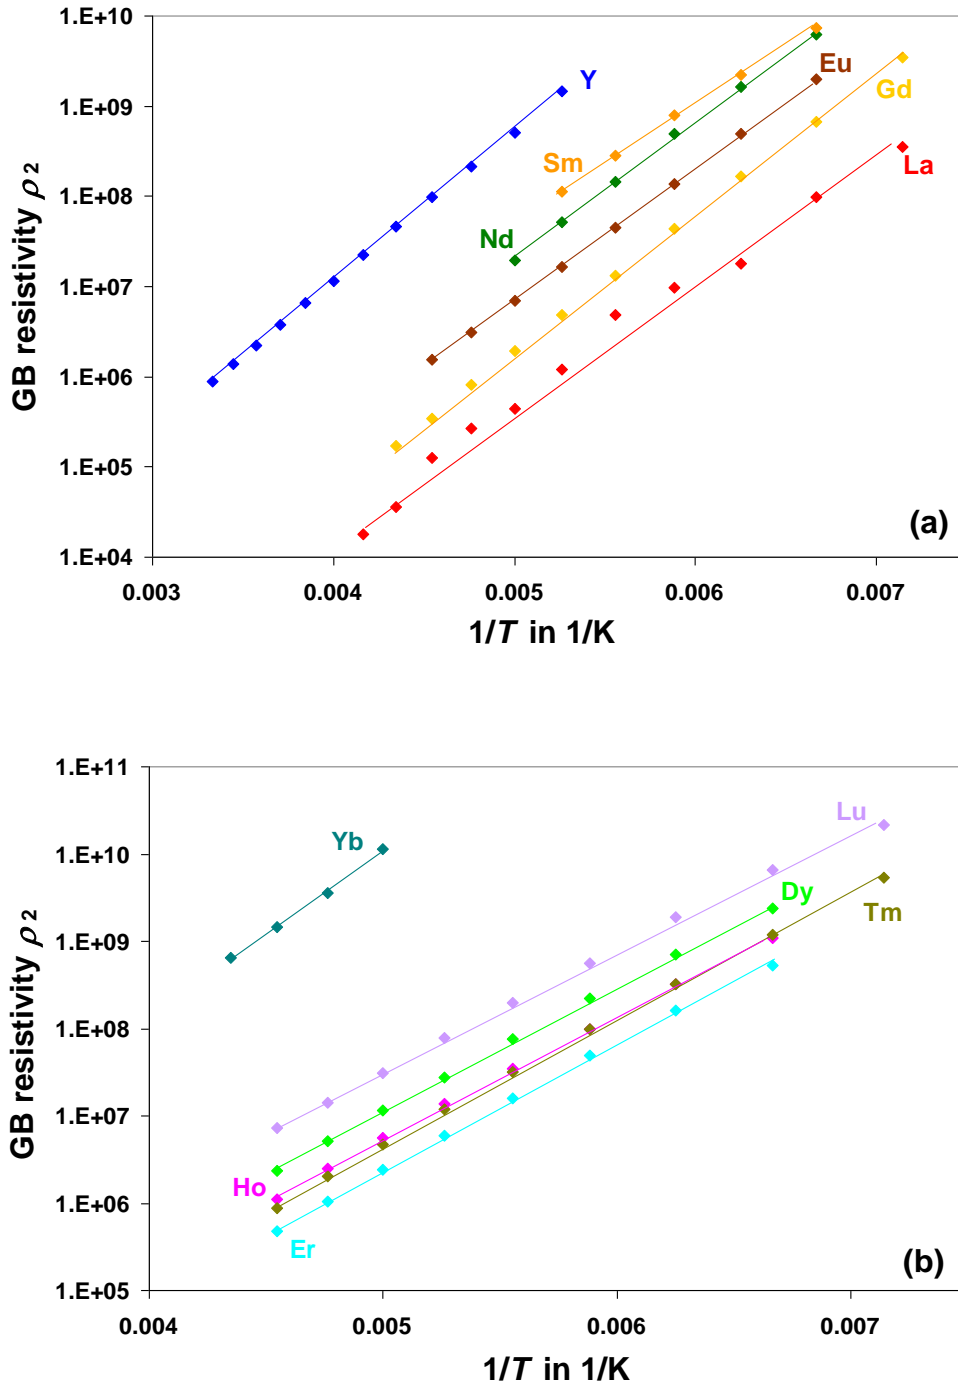 1.E+10
1.E+09
1.E+08
1.E+07
1.E+06
1.E+05
1.E+04
GB resistivity ρ2
Y
Eu
Gd
Sm
La
Nd
(a)
0.003 0.004 0.005 0.006 0.007
1/T in 1/K
1.E+11
1.E+10
1.E+09
1.E+08
1.E+07
1.E+06
1.E+05
GB resistivity ρ2
Lu
Yb
Dy
Tm
Ho
Er
(b)
0.004 0.005 0.006 0.007
1/T in 1/K